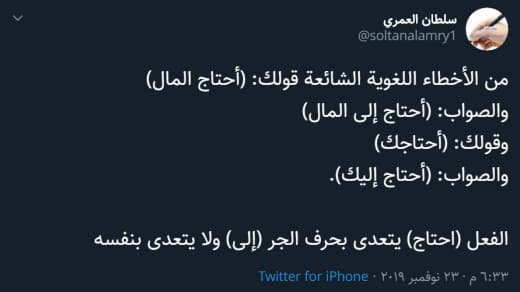 سلطان العمري
@soltanalamry1
من الأخطاء اللغوية الشائعة قولك: (أحتاج المال)
والصواب: (أحتاج إلى المال)
وقولك: (أحتاجك)
والصواب: (أحتاج إليك).
الفعل (احتاج) يتعدى بحرف الجر (إلى) ولا يتعدى بنفسه
٦:٣٣ م · ٢٣ نوفمبر ٢٠١٩ · Twitter for iPhone